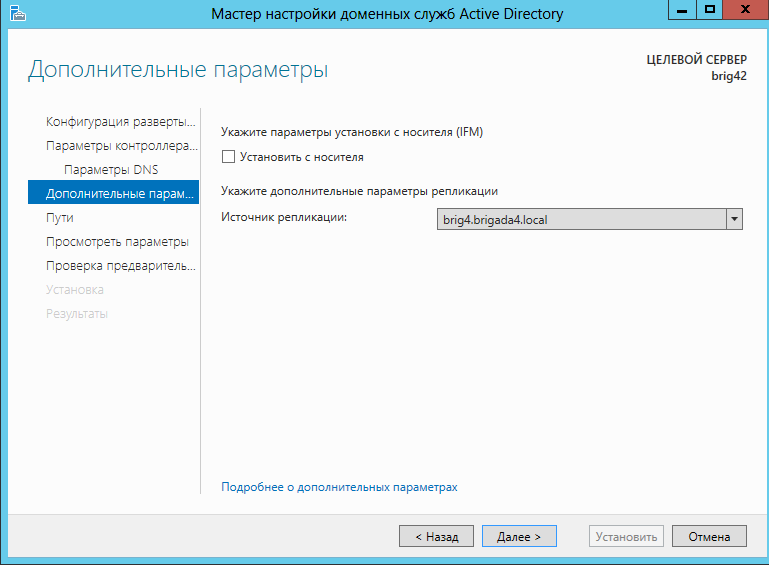 Мастер настройки доменных служб Active Directory
Дополнительные параметры
ЦЕЛЕВОЙ СЕРВЕР
brig42
Конфигурация разверты...
Параметры контроллера...
Параметры DNS
Дополнительные парам...
Пути
Просмотреть параметры
Проверка предваритель...
Установка
Результаты
Укажите параметры установки с носителя (IFM)
Установить с носителя
Укажите дополнительные параметры репликации
Источник репликации:
brig4.brigada4.local
Подробнее о дополнительных параметрах
< Назад
Далее >
Установить
Отмена